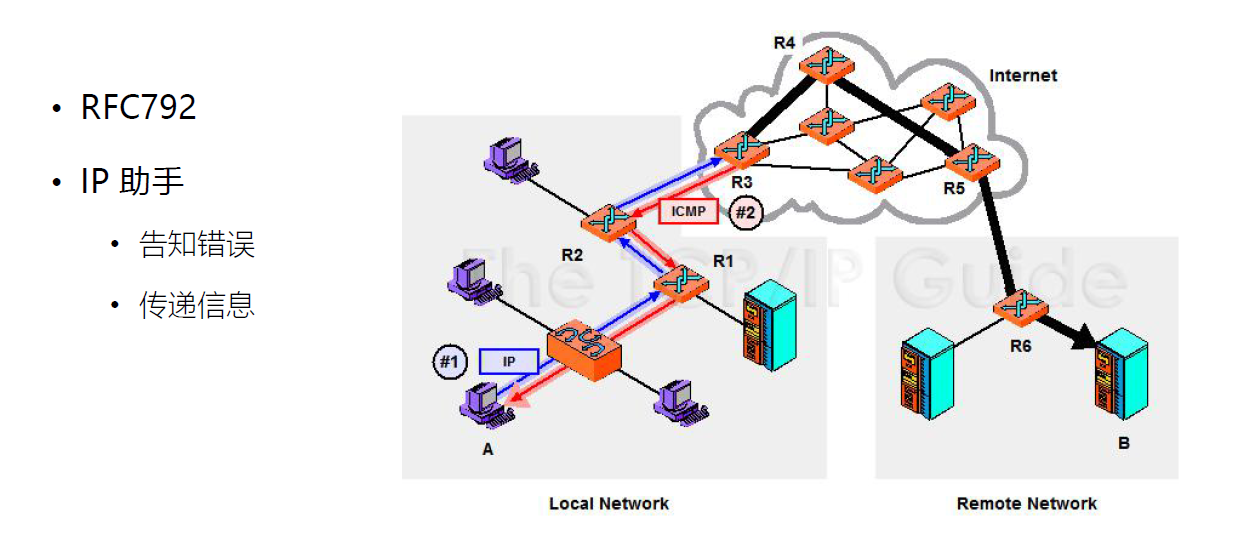 • RFC792
• IP 助手
• 告知错误
• 传递信息
R4
Internet
R3
R5
ICMP
#2
R2
R1
The TCP/IP Guide
#1
IP
R6
A
B
Local Network
Remote Network